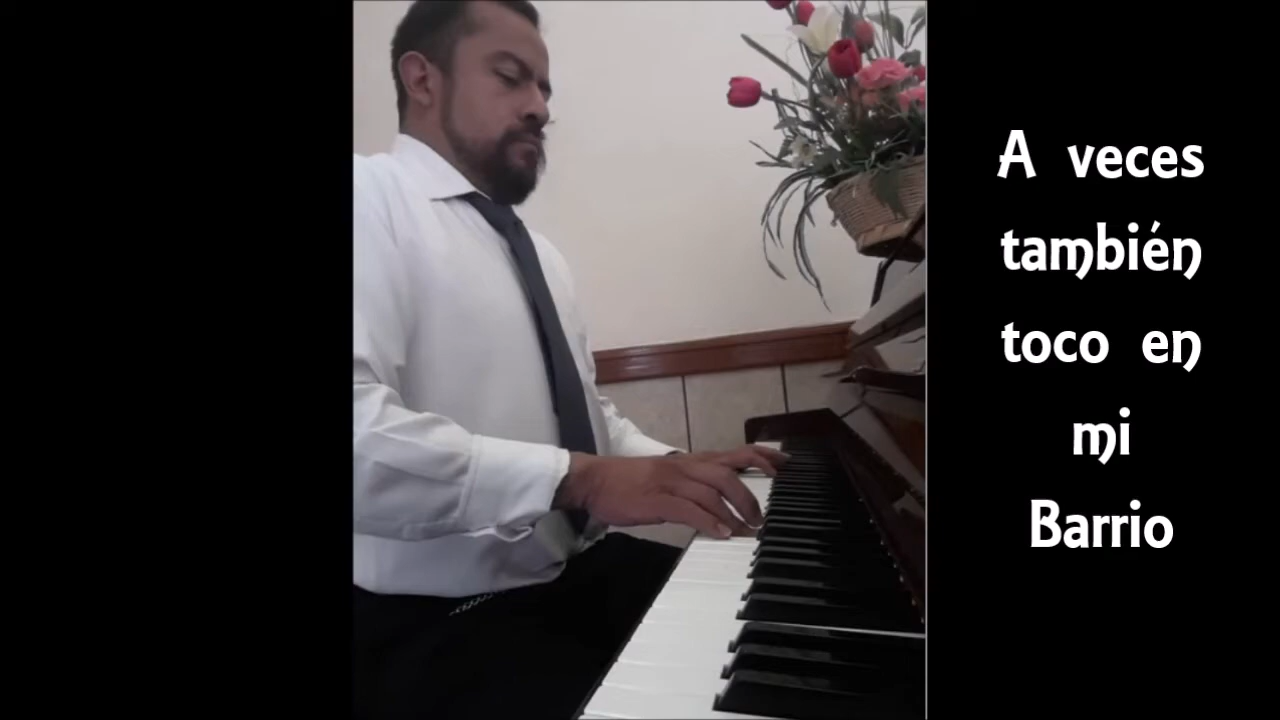 A veces
también
toco en
mi
Barrio